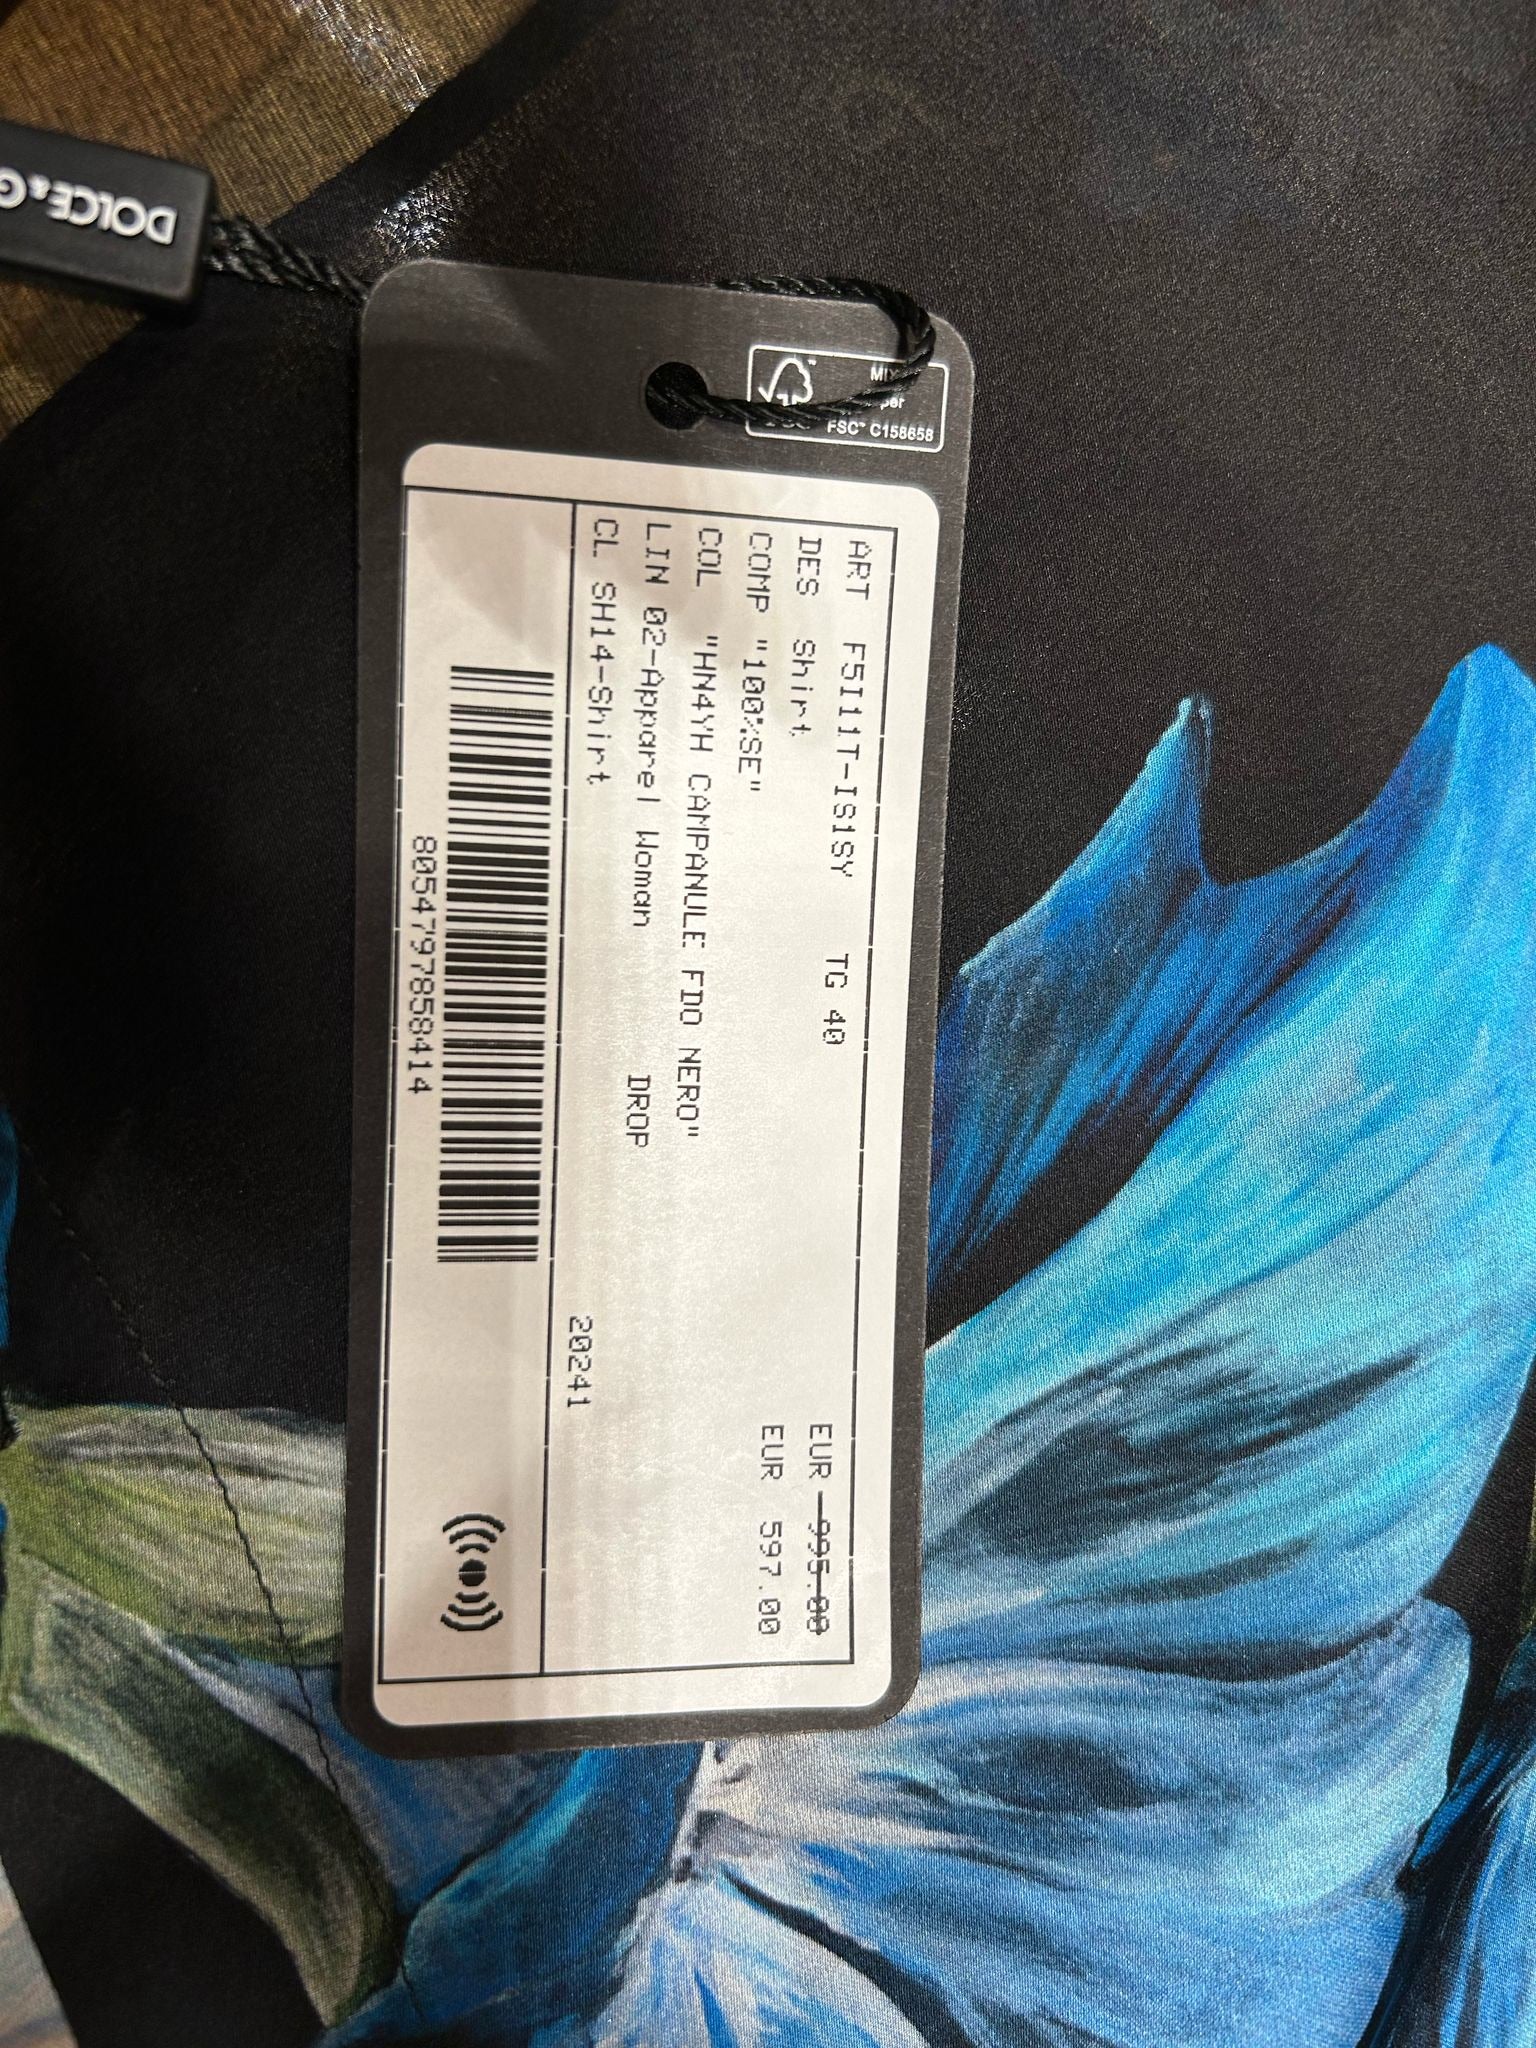 DOLCE & G
MIX
FSC™ C158658
ART F5I11T-IS1SY TG 40
DES Shirt
COMP "100%SE"
COL "HN4YH CAMPANULE FDO NERO"
LIN 02-Apparel Woman DROP
CL SH14-Shirt
20241
EUR 995.00
EUR 597.00
8054797858414